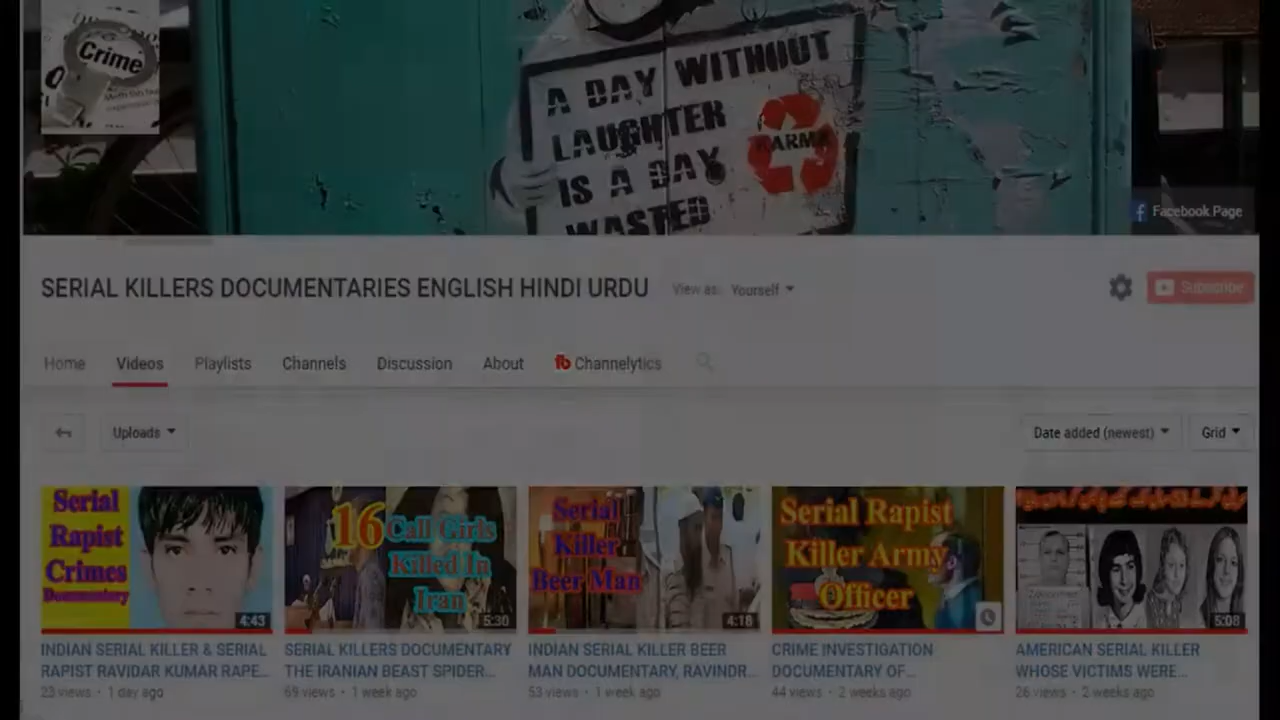 Crime
A DAY WITHOUT
LAUGHTER
IS A DAY
WASTED
KARMA
Facebook Page
SERIAL KILLERS DOCUMENTARIES ENGLISH HINDI URDU
View as: Yourself
Subscribe
Home Videos Playlists Channels Discussion About Channelytics
Uploads
Date added (newest) Grid
Serial
Rapist
Crimes
Documentary
4:43
16 Call Girls
Killed In
Iran
5:30
Serial
Killer
Beer Man
4:18
Serial Rapist
Killer Army
Officer
5:08
INDIAN SERIAL KILLER & SERIAL
RAPIST RAVIDAR KUMAR RAPE...
23 views · 1 day ago
SERIAL KILLERS DOCUMENTARY
THE IRANIAN BEAST SPIDER...
69 views · 1 week ago
INDIAN SERIAL KILLER BEER
MAN DOCUMENTARY, RAVINDR...
53 views · 1 week ago
CRIME INVESTIGATION
DOCUMENTARY OF...
44 views · 2 weeks ago
AMERICAN SERIAL KILLER
WHOSE VICTIMS WERE...
26 views · 2 weeks ago